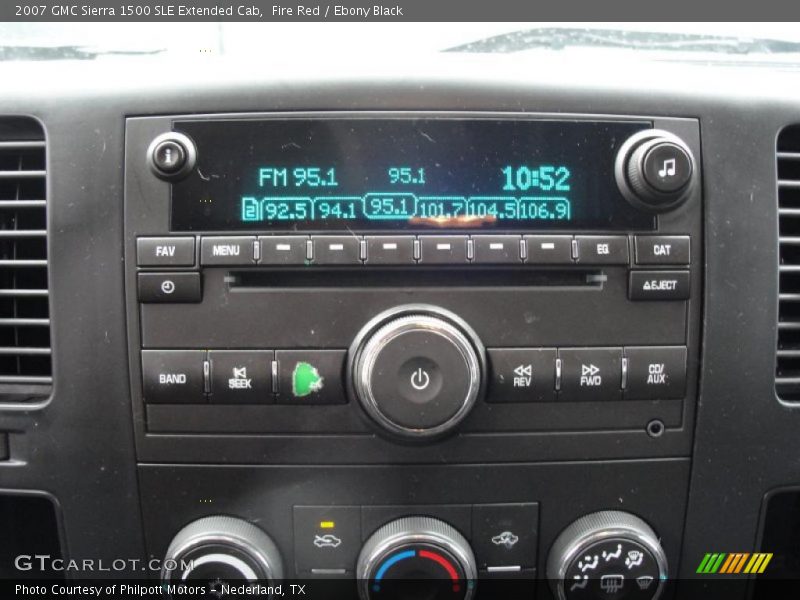 2007 GMC Sierra 1500 SLE Extended Cab, Fire Red / Ebony Black
FM 95.1 95.1 10:52
2 92.5 94.1 95.1 101.7 104.5 106.9
FAV MENU EQ CAT
EJECT
BAND SEEK REV FWD CD/AUX
GTCARLOT.COM
Photo Courtesy of Philpott Motors - Nederland, TX